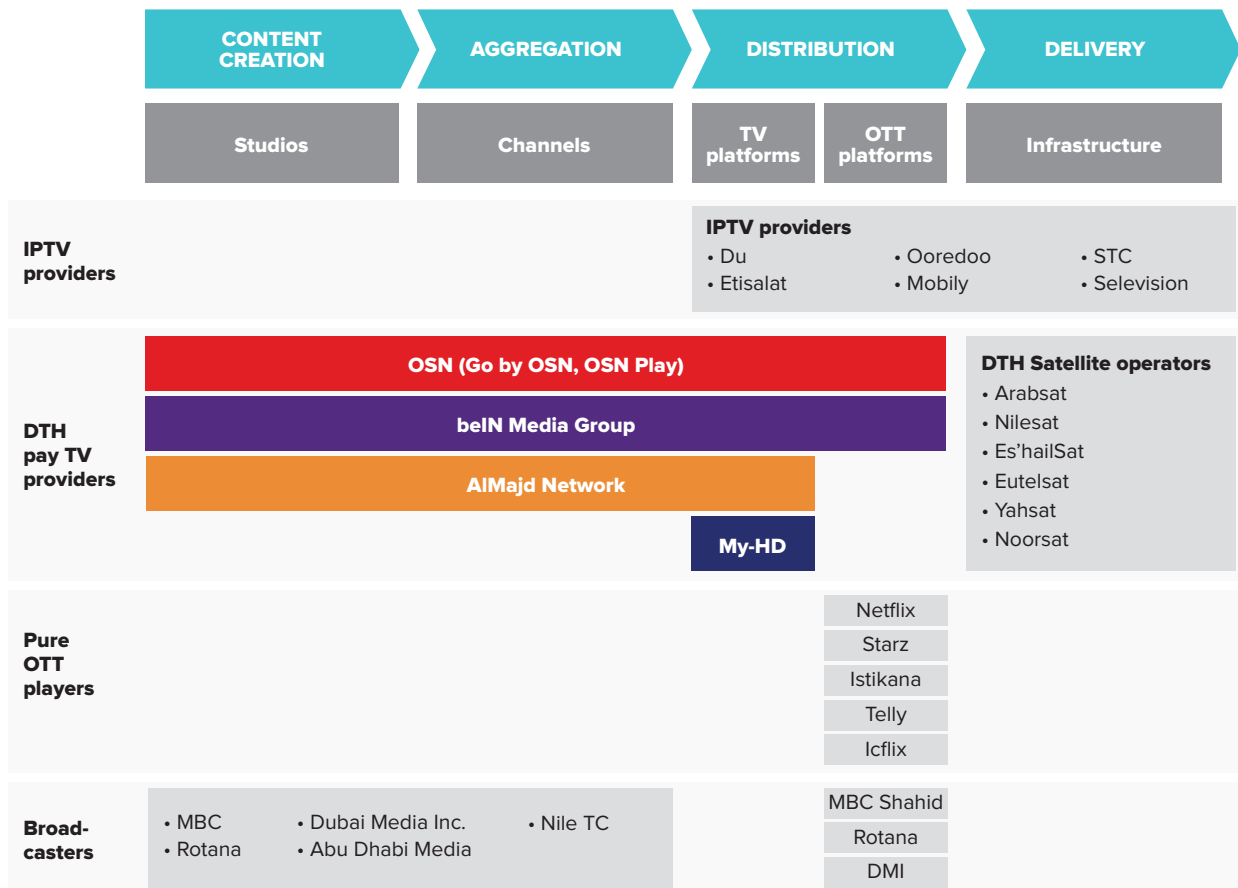 CONTENT
CREATION
AGGREGATION
DISTRIBUTION
DELIVERY
Studios
Channels
TV
platforms
OTT
platforms
Infrastructure
IPTV
providers
IPTV providers
• Du
• Ooredoo
• STC
• Etisalat
• Mobily
• Selevision
DTH
pay TV
providers
OSN (Go by OSN, OSN Play)
beIN Media Group
AlMajd Network
My-HD
DTH Satellite operators
• Arabsat
• Nilesat
• Es’hailSat
• Eutelsat
• Yahsat
• Noorsat
Pure
OTT
players
Netflix
Starz
Istikana
Telly
Icflix
Broad-
casters
• MBC
• Dubai Media Inc.
• Nile TC
• Rotana
• Abu Dhabi Media
MBC Shahid
Rotana
DMI